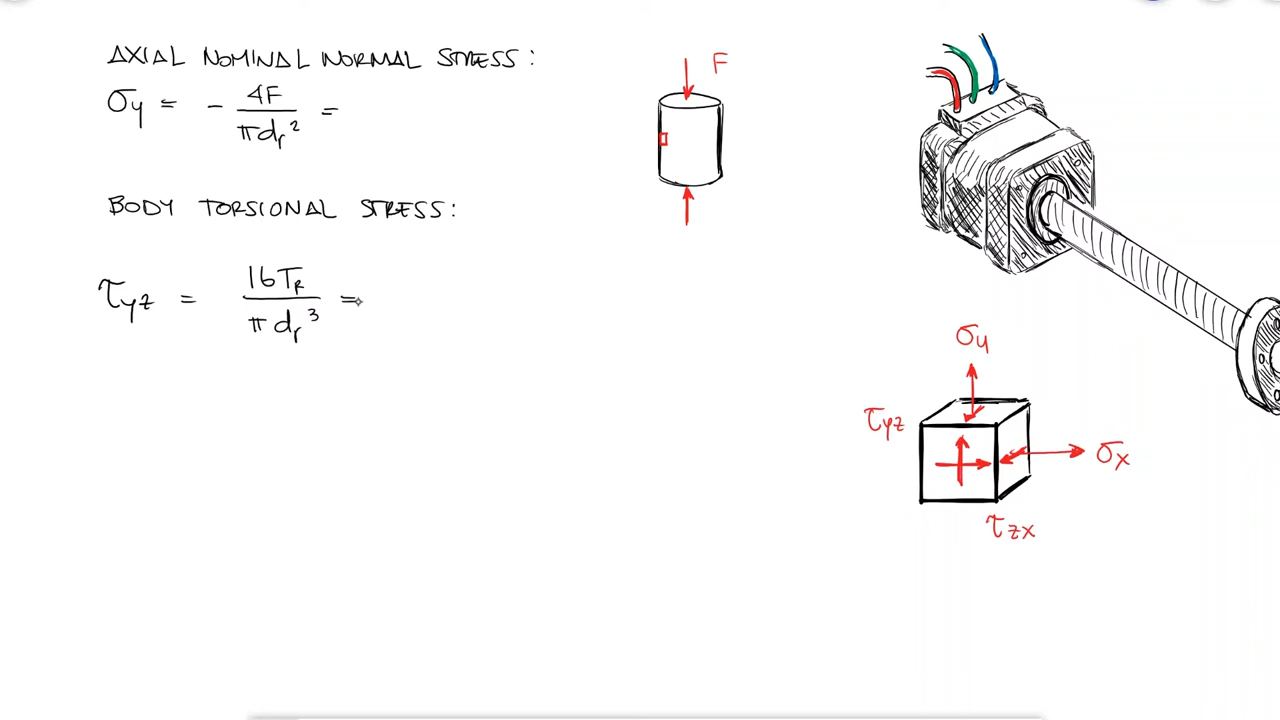 AXIAL NOMINAL NORMAL STRESS:
σy = - 4F / πdr² =
BODY TORSIONAL STRESS:
τyz = 16TR / πdr³ =
F
σy
τyz
σx
τzx